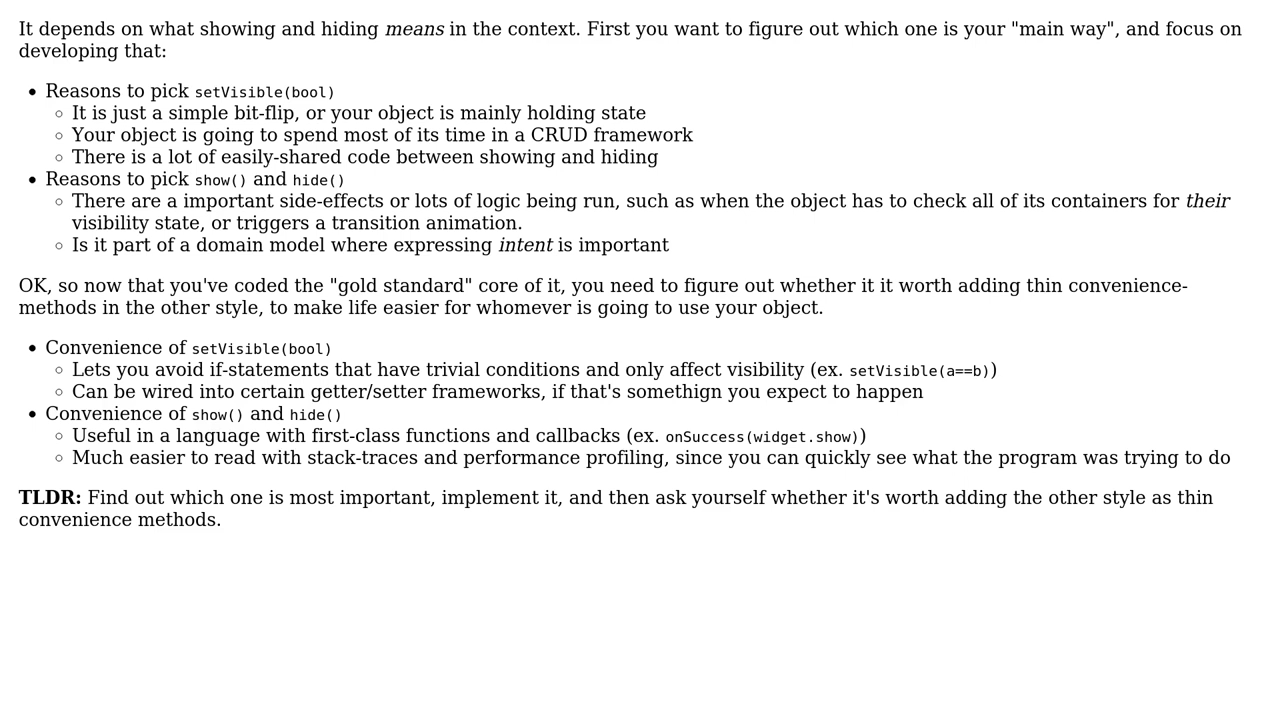 It depends on what showing and hiding means in the context. First you want to figure out which one is your "main way", and focus on
developing that:
• Reasons to pick setVisible(bool)
◦ It is just a simple bit-flip, or your object is mainly holding state
◦ Your object is going to spend most of its time in a CRUD framework
◦ There is a lot of easily-shared code between showing and hiding
• Reasons to pick show() and hide()
◦ There are a important side-effects or lots of logic being run, such as when the object has to check all of its containers for their
visibility state, or triggers a transition animation.
◦ Is it part of a domain model where expressing intent is important
OK, so now that you've coded the "gold standard" core of it, you need to figure out whether it it worth adding thin convenience-
methods in the other style, to make life easier for whomever is going to use your object.
• Convenience of setVisible(bool)
◦ Lets you avoid if-statements that have trivial conditions and only affect visibility (ex. setVisible(a==b))
◦ Can be wired into certain getter/setter frameworks, if that's somethign you expect to happen
• Convenience of show() and hide()
◦ Useful in a language with first-class functions and callbacks (ex. onSuccess(widget.show))
◦ Much easier to read with stack-traces and performance profiling, since you can quickly see what the program was trying to do
TLDR: Find out which one is most important, implement it, and then ask yourself whether it's worth adding the other style as thin
convenience methods.